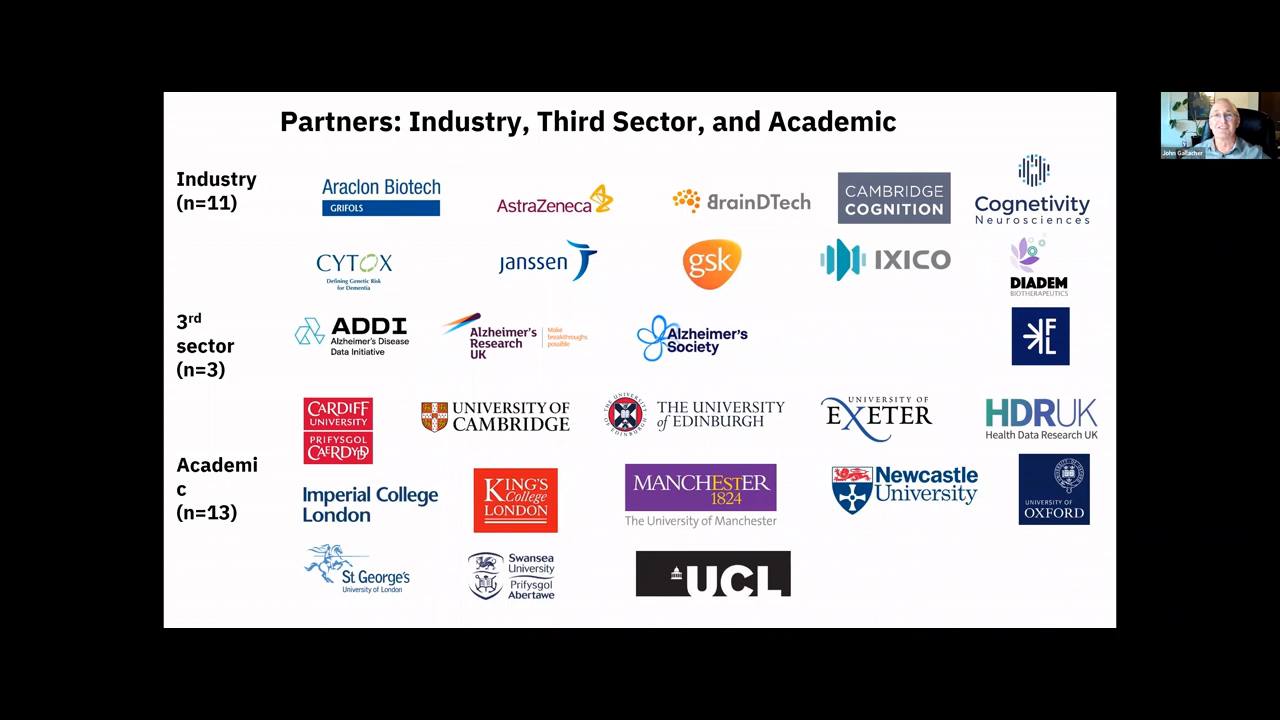 Partners: Industry, Third Sector, and Academic
John Gallacher
Industry
(n=11)
Araclon Biotech
GRIFOLS
AstraZeneca
BrainDTech
CAMBRIDGE
COGNITION
Cognetivity
Neurosciences
CYTOX
Defining Genetic Risk
for Dementia
janssen
gsk
IXICO
DIADEM
BIOTHERAPEUTICS
3rd
sector
(n=3)
ADDI
Alzheimer's Disease
Data Initiative
Alzheimer's
Research
UK
Make
breakthroughs
possible
Alzheimer's
Society
F
L
CARDIFF
UNIVERSITY
PRIFYSGOL
CAERDYDD
UNIVERSITY OF
CAMBRIDGE
THE UNIVERSITY
of EDINBURGH
UNIVERSITY OF
EXETER
HDRUK
Health Data Research UK
Academi
c
(n=13)
Imperial College
London
KING'S
College
LONDON
MANCHESTER
1824
The University of Manchester
Newcastle
University
UNIVERSITY OF
OXFORD
St George's
University of London
Swansea
University
Prifysgol
Abertawe
UCL